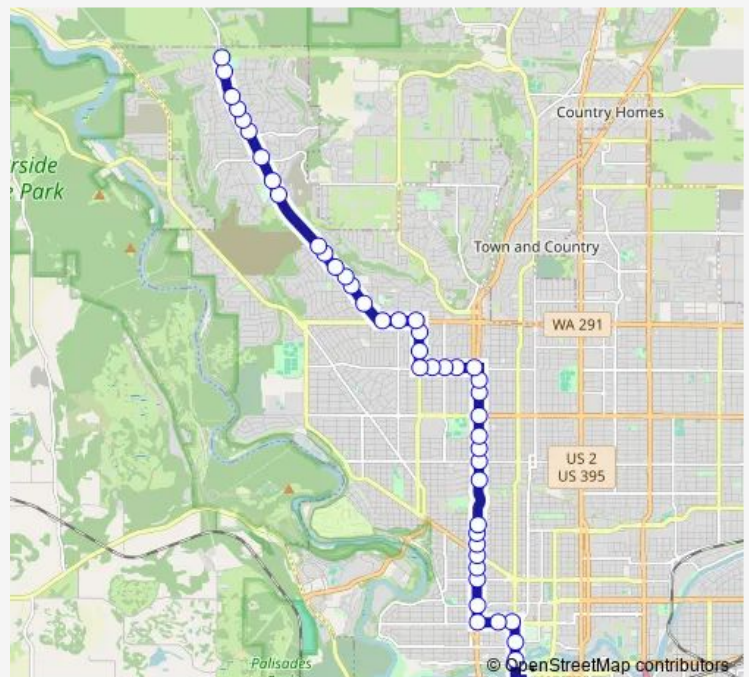 Country Homes
rside
Park
Town and Country
WA 291
US 2
US 395
Palisades
© OpenStreetMap contributors